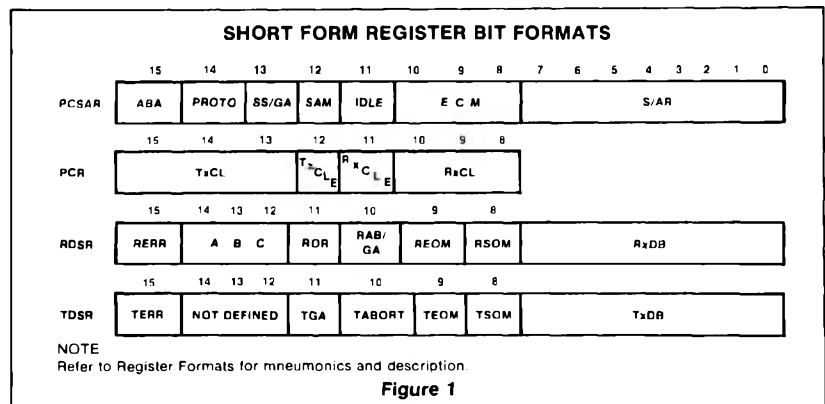 SHORT FORM REGISTER BIT FORMATS
15 14 13 12 11 10 9 8 7 6 5 4 3 2 1 0
PCSAR ABA PROTO SS/GA SAM IDLE E C M S/AR
15 14 13 12 11 10 9 8
PCR TxCL TxCLE RxCLE RxCL
15 14 13 12 11 10 9 8
RDSR RERR A B C ROR RAB/GA REOM RSOM RxDB
15 14 13 12 11 10 9 8
TDSR TERR NOT DEFINED TGA TABORT TEOM TSOM TxDB
NOTE
Refer to Register Formats for mneumonics and description.
Figure 1